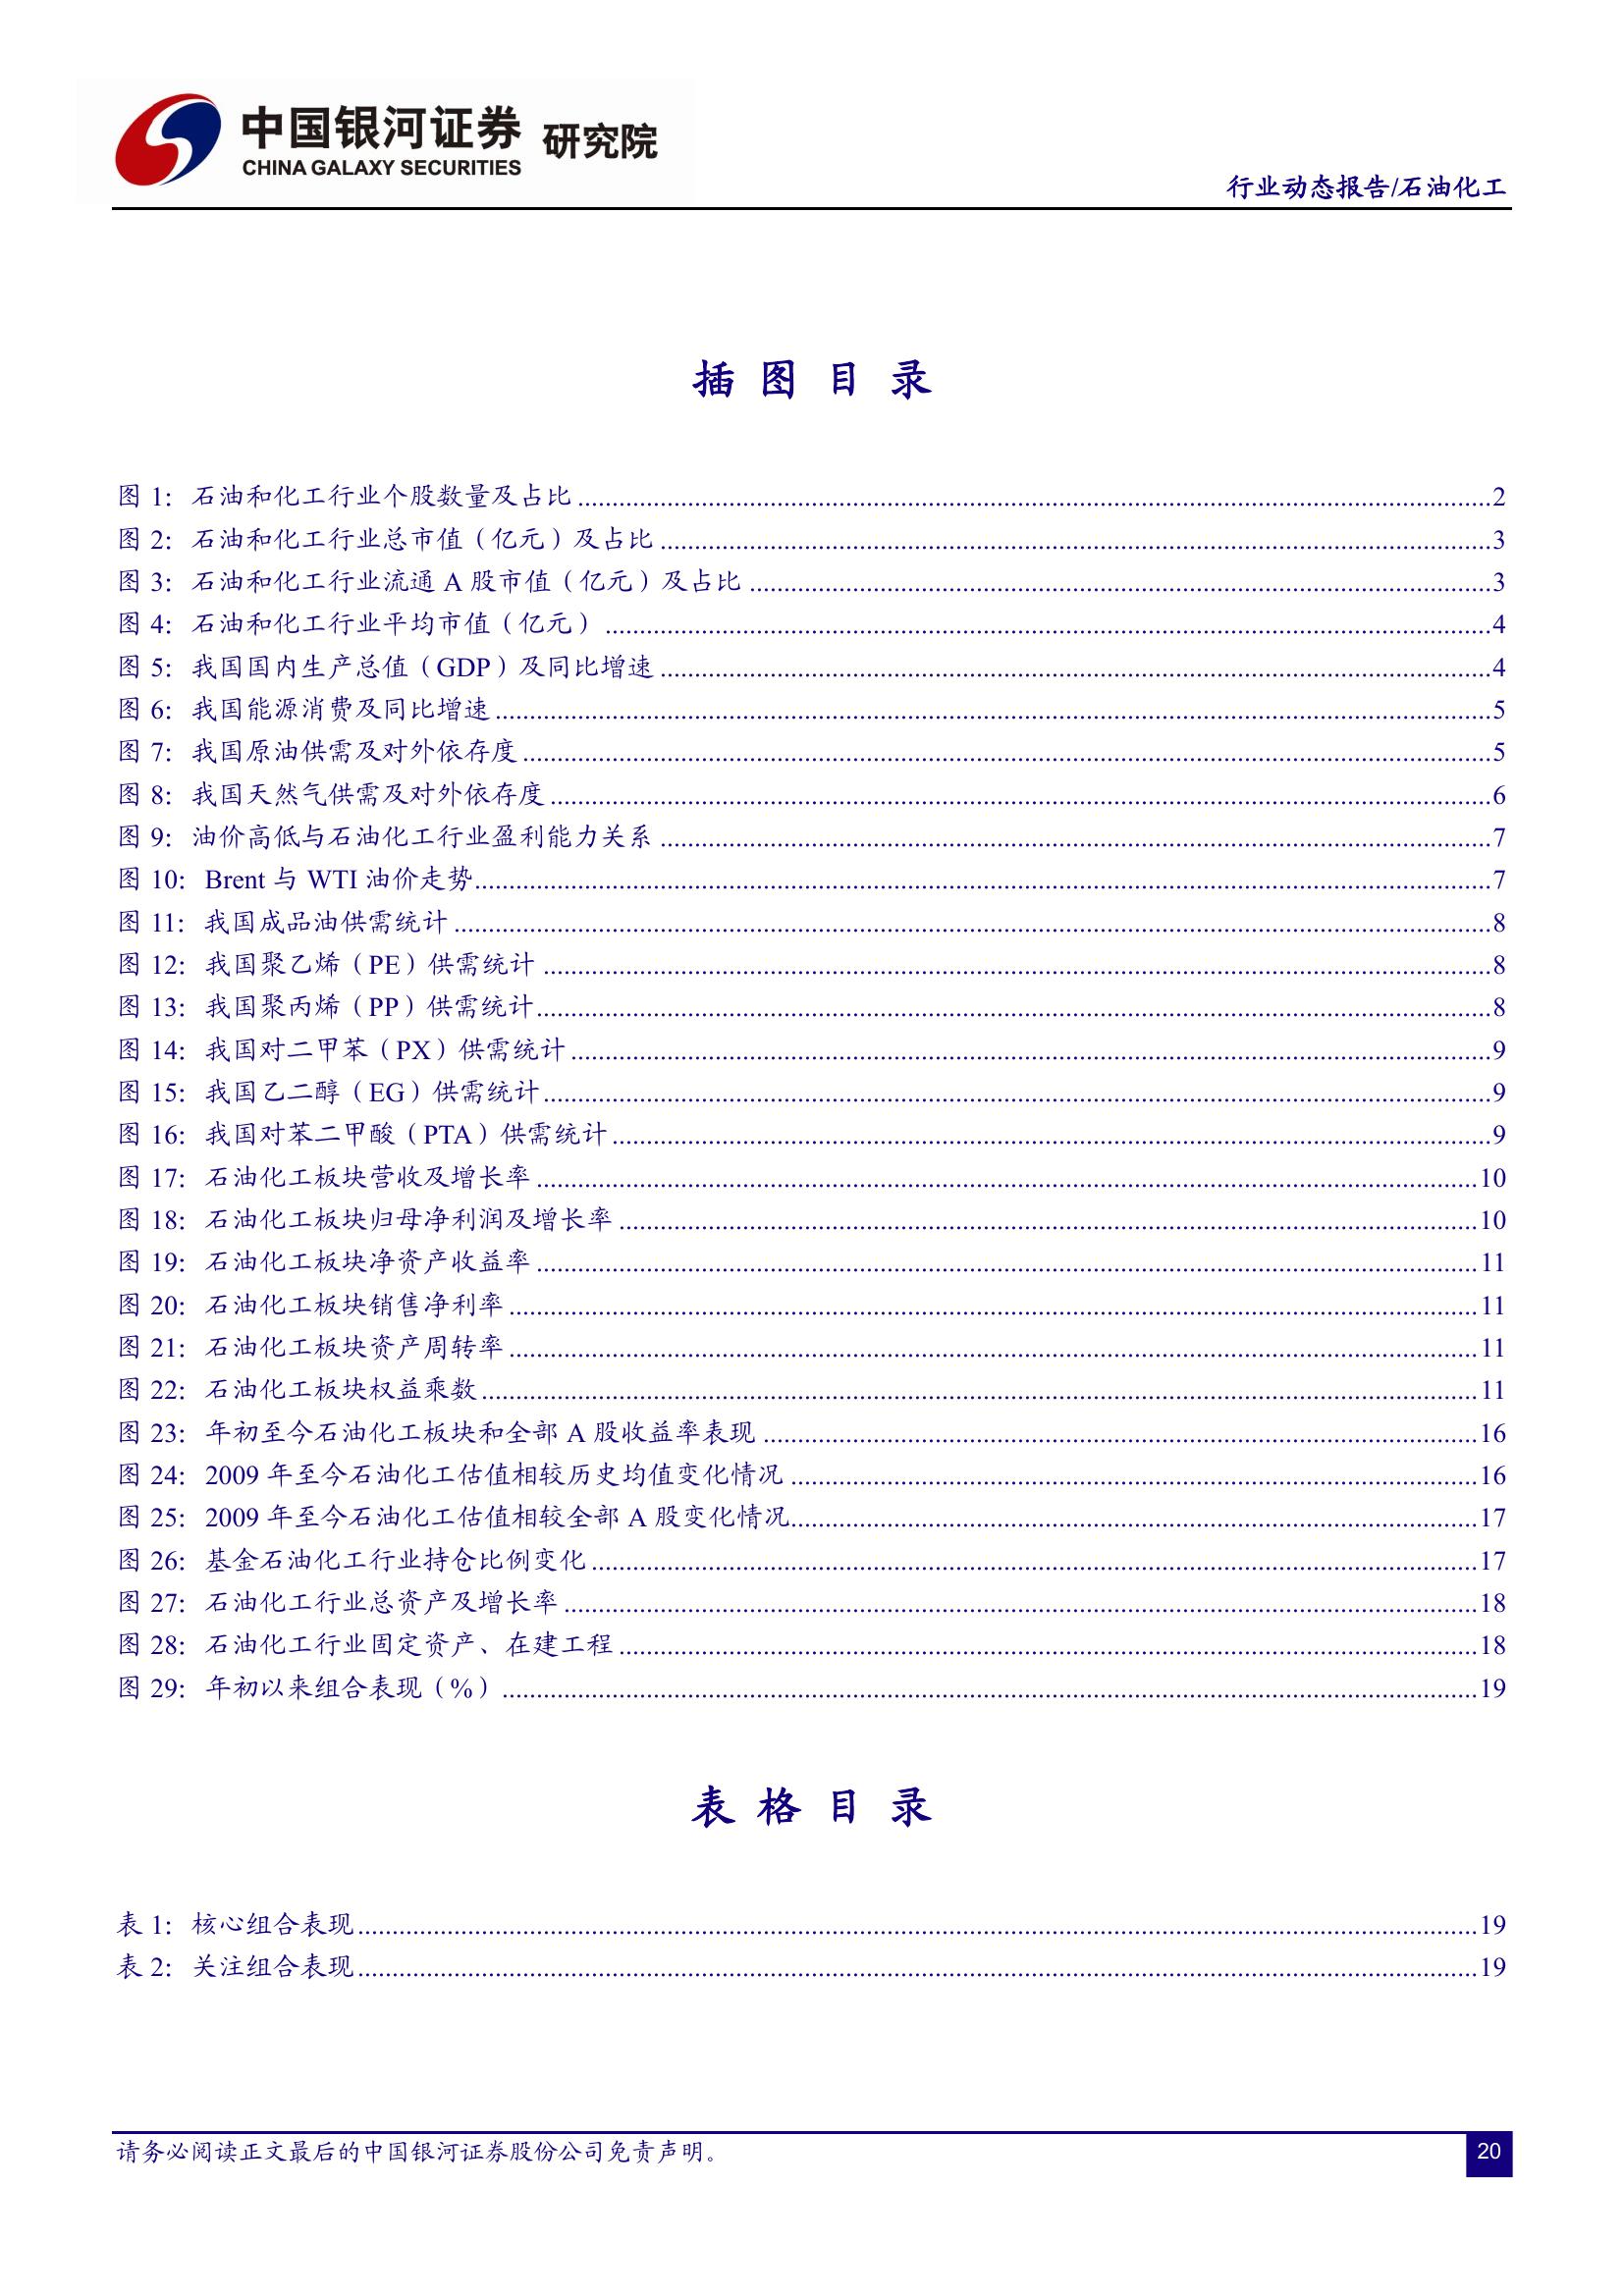 中国银河证券 研究院
CHINA GALAXY SECURITIES
行业动态报告/石油化工
插 图 目 录
图 1: 石油和化工行业个股数量及占比 2
图 2: 石油和化工行业总市值（亿元）及占比 3
图 3: 石油和化工行业流通 A 股市值（亿元）及占比 3
图 4: 石油和化工行业平均市值（亿元） 4
图 5: 我国国内生产总值（GDP）及同比增速 4
图 6: 我国能源消费及同比增速 5
图 7: 我国原油供需及对外依存度 5
图 8: 我国天然气供需及对外依存度 6
图 9: 油价高低与石油化工行业盈利能力关系 7
图 10: Brent 与 WTI 油价走势 7
图 11: 我国成品油供需统计 8
图 12: 我国聚乙烯（PE）供需统计 8
图 13: 我国聚丙烯（PP）供需统计 8
图 14: 我国对二甲苯（PX）供需统计 9
图 15: 我国乙二醇（EG）供需统计 9
图 16: 我国对苯二甲酸（PTA）供需统计 9
图 17: 石油化工板块营收及增长率 10
图 18: 石油化工板块归母净利润及增长率 10
图 19: 石油化工板块净资产收益率 11
图 20: 石油化工板块销售净利率 11
图 21: 石油化工板块资产周转率 11
图 22: 石油化工板块权益乘数 11
图 23: 年初至今石油化工板块和全部 A 股收益率表现 16
图 24: 2009 年至今石油化工估值相较历史均值变化情况 16
图 25: 2009 年至今石油化工估值相较全部 A 股变化情况 17
图 26: 基金石油化工行业持仓比例变化 17
图 27: 石油化工行业总资产及增长率 18
图 28: 石油化工行业固定资产、在建工程 18
图 29: 年初以来组合表现（%） 19
表 格 目 录
表 1: 核心组合表现 19
表 2: 关注组合表现 19
请务必阅读正文最后的中国银河证券股份公司免责声明。
20